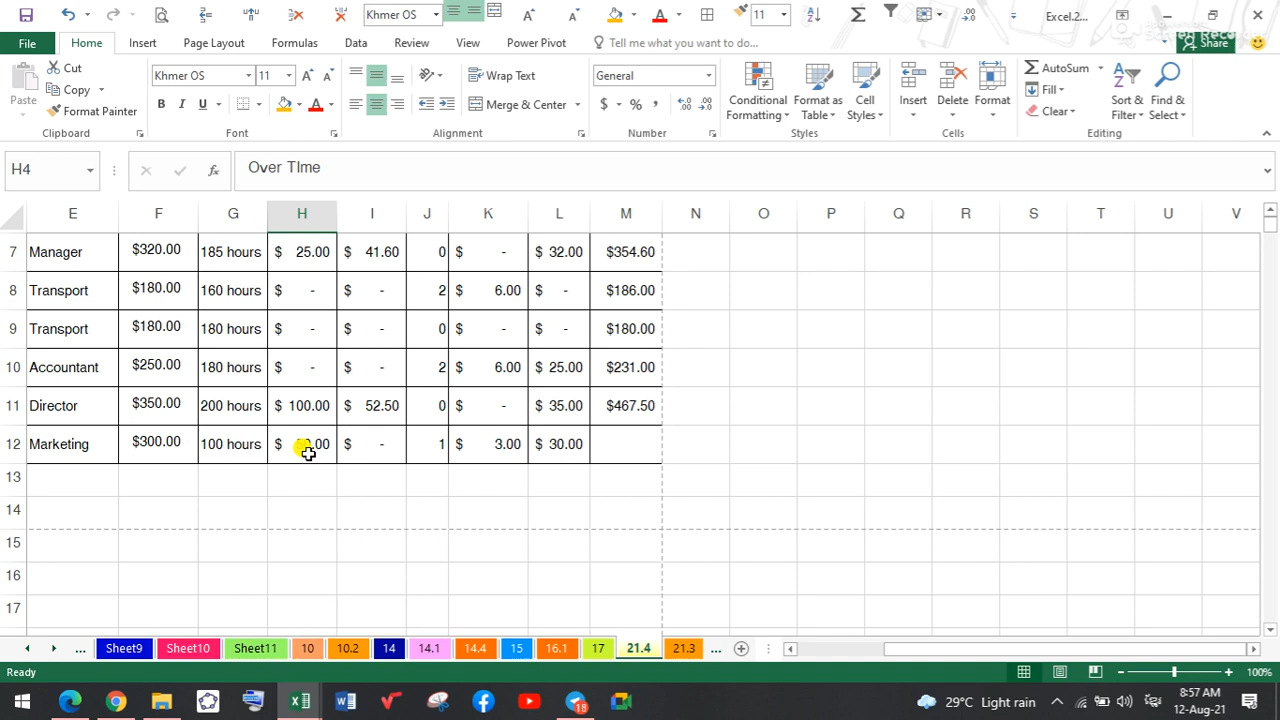 Khmer OS 11 Excel.2...
File Home Insert Page Layout Formulas Data Review View Power Pivot Tell me what you want to do... Share
Paste Cut Copy Format Painter Clipboard
Khmer OS 11 B I U Font
Wrap Text Merge & Center Alignment
General $ % , Number
Conditional Formatting Format as Table Cell Styles Styles
Insert Delete Format Cells
AutoSum Fill Clear Sort & Filter Find & Select Editing
H4 fx Over TIme
E F G H I J K L M N O P Q R S T U V
7 Manager $320.00 185 hours $ 25.00 $ 41.60 0 $ - $ 32.00 $354.60
8 Transport $180.00 160 hours $ - $ - 2 $ 6.00 $ - $186.00
9 Transport $180.00 180 hours $ - $ - 0 $ - $ - $180.00
10 Accountant $250.00 180 hours $ - $ - 2 $ 6.00 $ 25.00 $231.00
11 Director $350.00 200 hours $ 100.00 $ 52.50 0 $ - $ 35.00 $467.50
12 Marketing $300.00 100 hours $ $ - 1 $ 3.00 $ 30.00
13
14
15
16
17
... Sheet9 Sheet10 Sheet11 10 10.2 14 14.1 14.4 15 16.1 17 21.4 21.3 ...
Ready 100%
18 29°C Light rain 8:57 AM
12-Aug-21